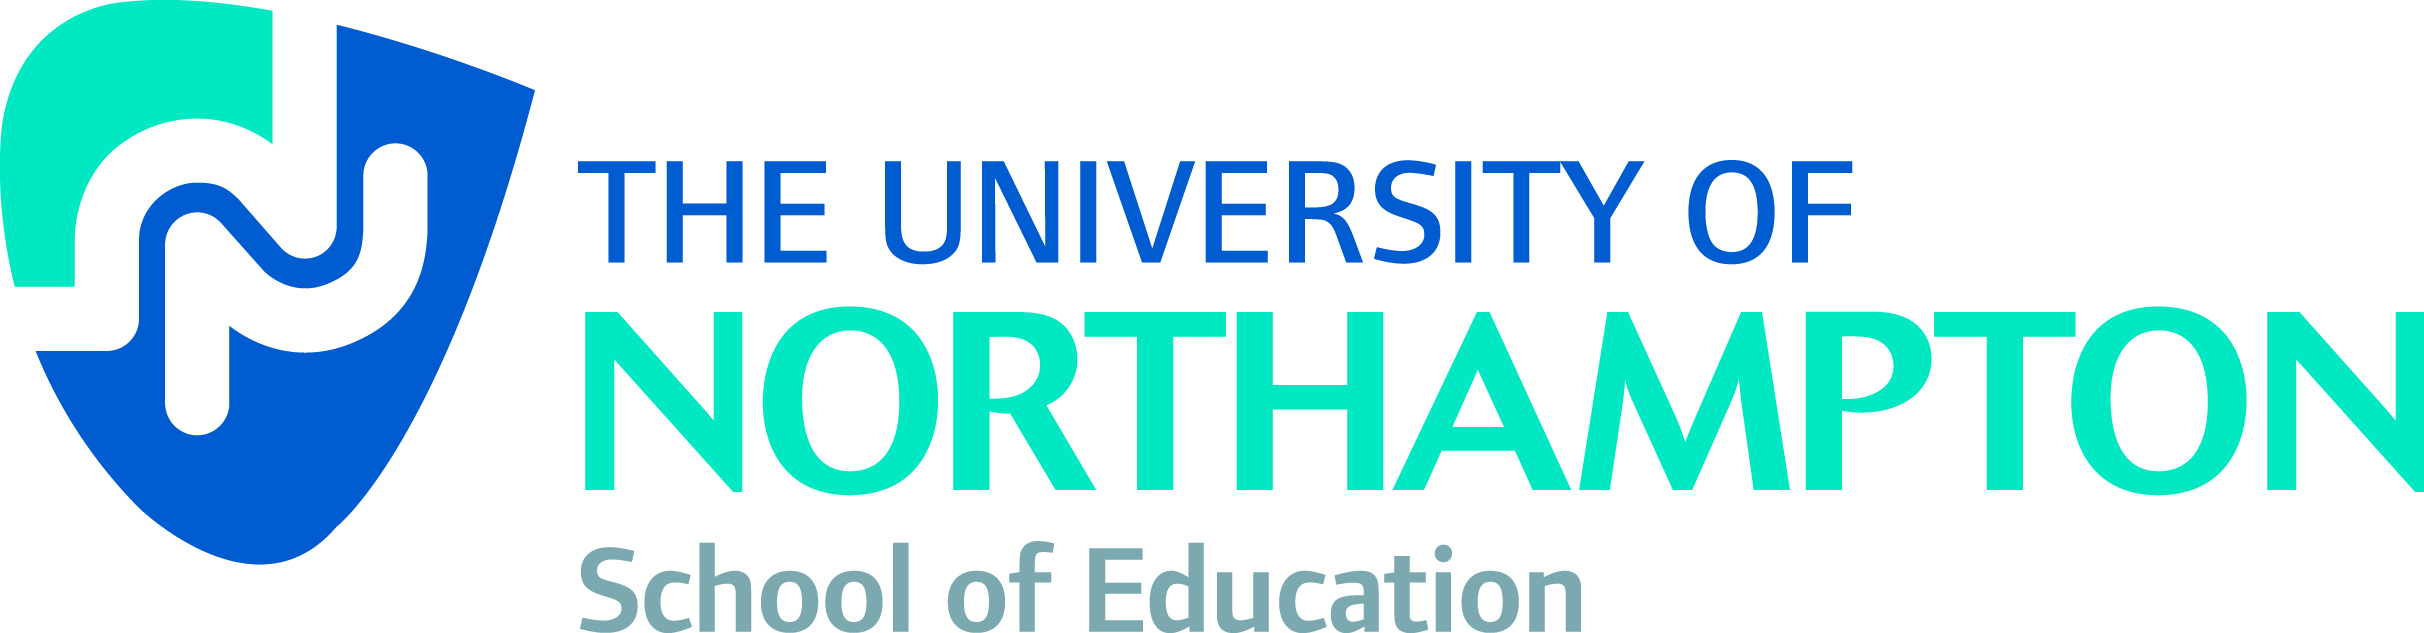 THE UNIVERSITY OF
NORTHAMPTON
School of Education